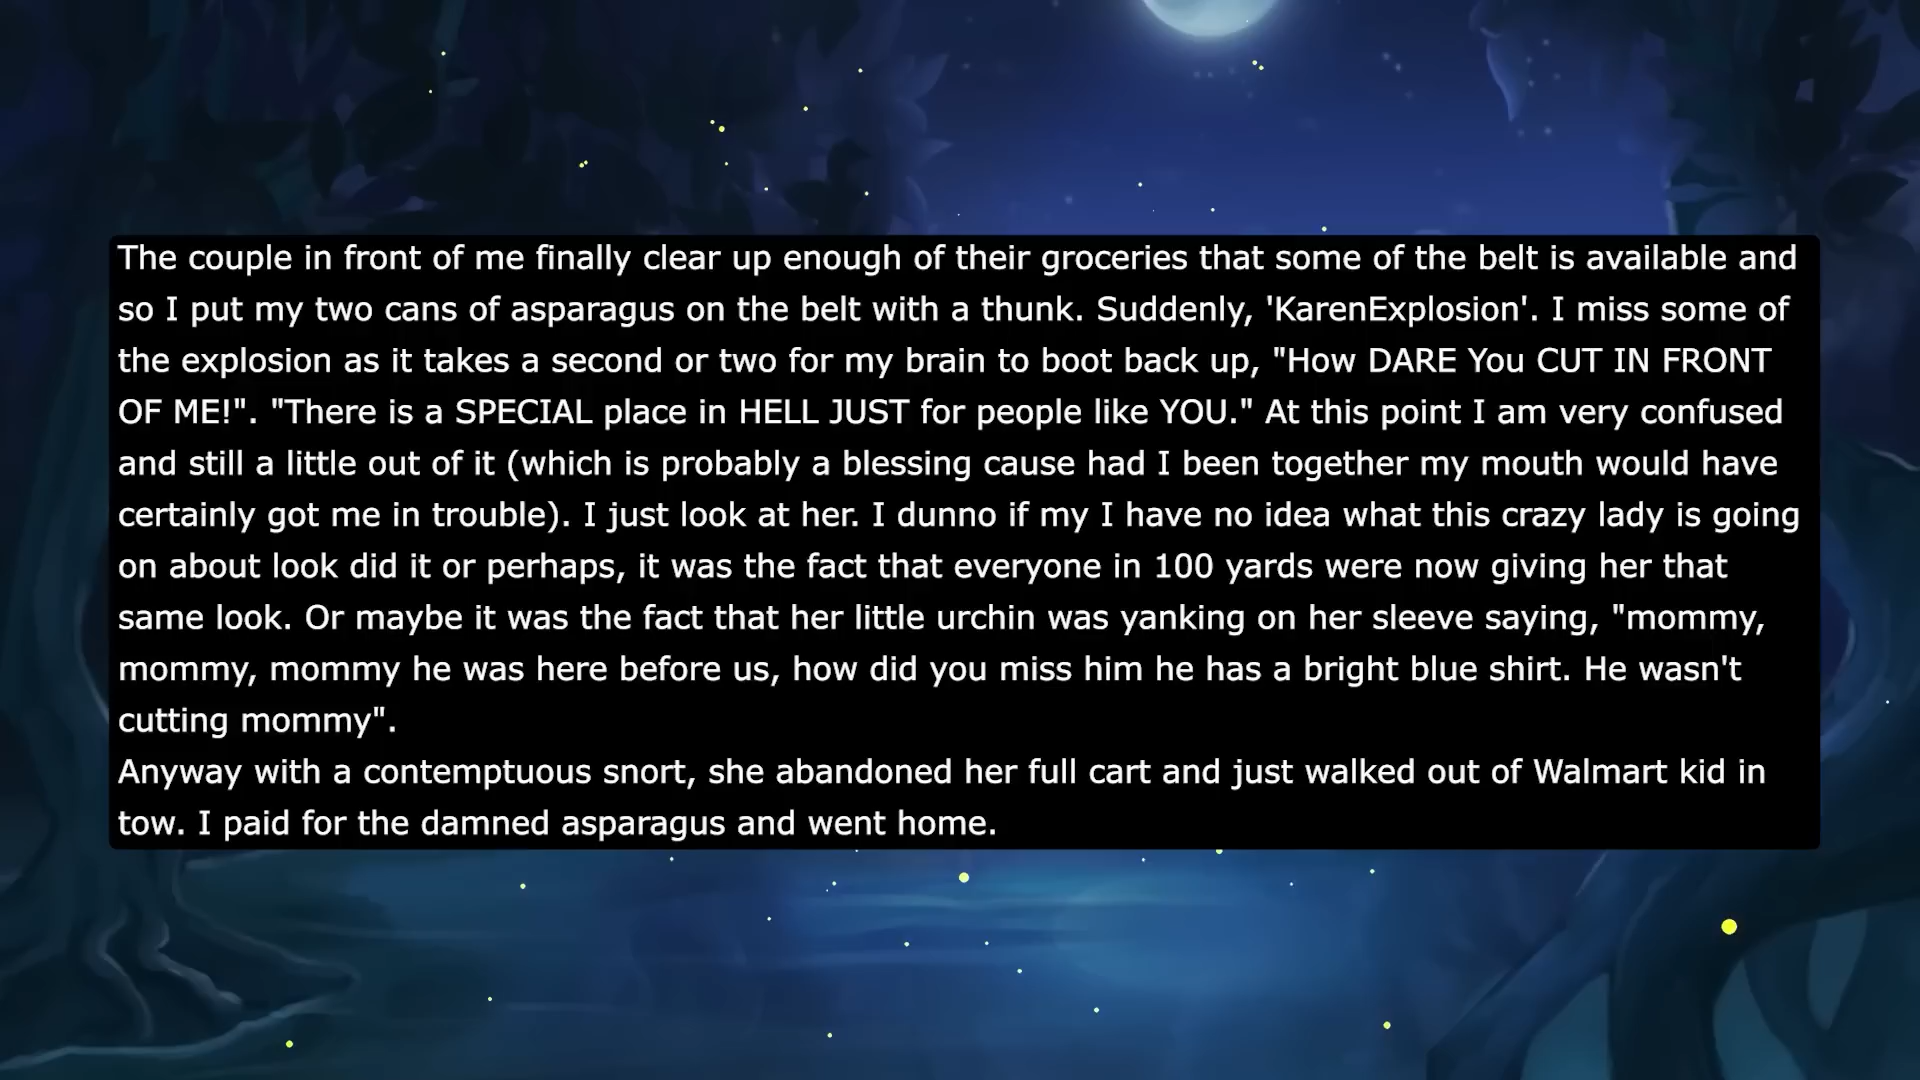 The couple in front of me finally clear up enough of their groceries that some of the belt is available and
so I put my two cans of asparagus on the belt with a thunk. Suddenly, 'KarenExplosion'. I miss some of
the explosion as it takes a second or two for my brain to boot back up, "How DARE You CUT IN FRONT
OF ME!". "There is a SPECIAL place in HELL JUST for people like YOU." At this point I am very confused
and still a little out of it (which is probably a blessing cause had I been together my mouth would have
certainly got me in trouble). I just look at her. I dunno if my I have no idea what this crazy lady is going
on about look did it or perhaps, it was the fact that everyone in 100 yards were now giving her that
same look. Or maybe it was the fact that her little urchin was yanking on her sleeve saying, "mommy,
mommy, mommy he was here before us, how did you miss him he has a bright blue shirt. He wasn't
cutting mommy".
Anyway with a contemptuous snort, she abandoned her full cart and just walked out of Walmart kid in
tow. I paid for the damned asparagus and went home.